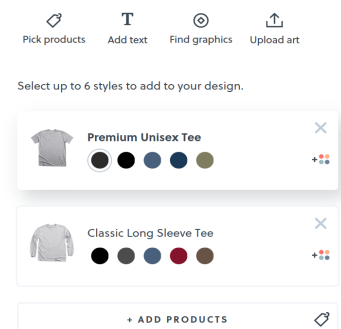 Pick products
Add text
Find graphics
Upload art
Select up to 6 styles to add to your design.
Premium Unisex Tee
Classic Long Sleeve Tee
+ ADD PRODUCTS